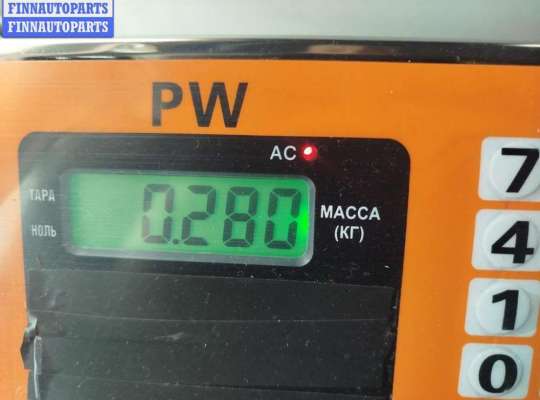 FINNAUTOPARTS
FINNAUTOPARTS
PW
AC
7
ТАРА
0.280
МАССА
(КГ)
НОЛЬ
4
1
0